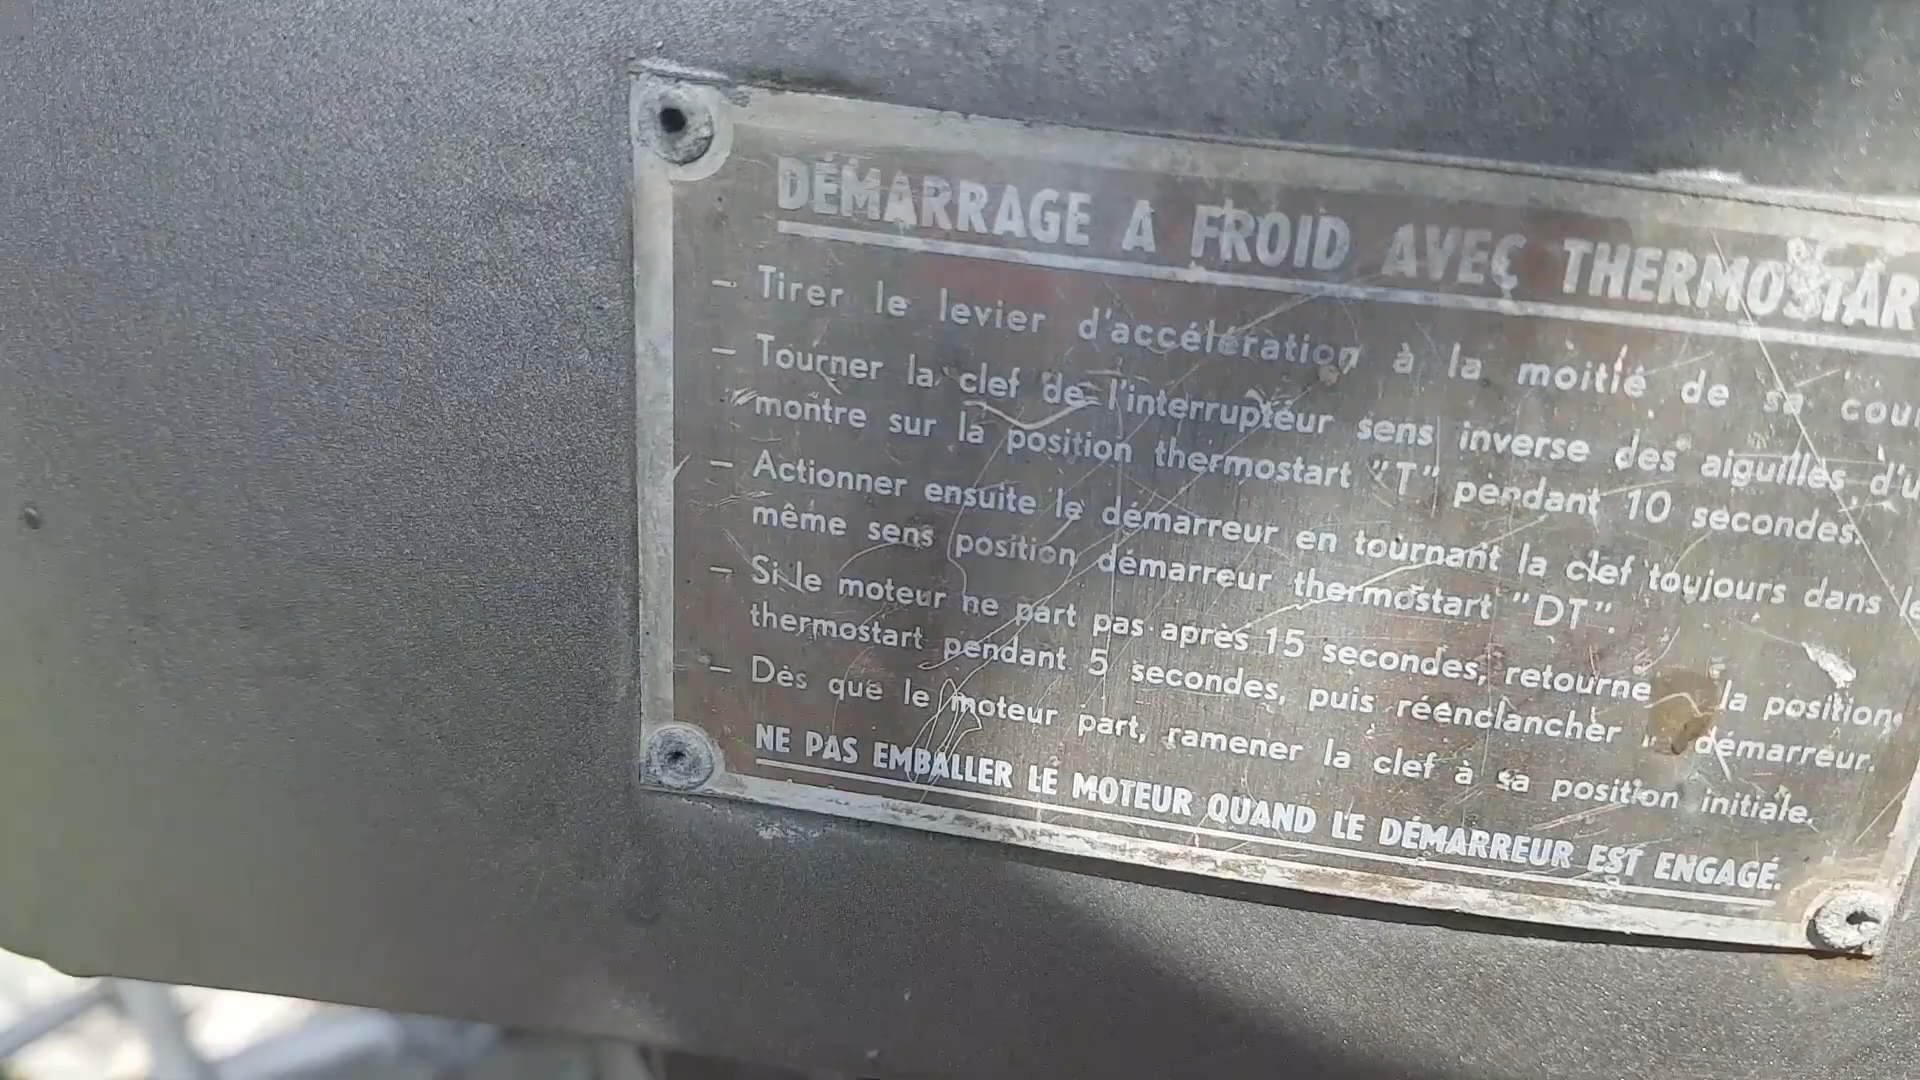 DÉMARRAGE A FROID AVEC THERMOSTAR
- Tirer le levier d'accélération à la moitié de sa cour
- Tourner la clef de l'interrupteur sens inverse des aiguilles d'u
montre sur la position thermostart "T" pendant 10 secondes.
- Actionner ensuite le démarreur en tournant la clef toujours dans le
même sens position démarreur thermostart "DT".
- Si le moteur ne part pas après 15 secondes, retourne la position
thermostart pendant 5 secondes, puis réenclancher démarreur.
- Dès que le moteur part, ramener la clef à sa position initiale.
NE PAS EMBALLER LE MOTEUR QUAND LE DÉMARREUR EST ENGAGÉ.